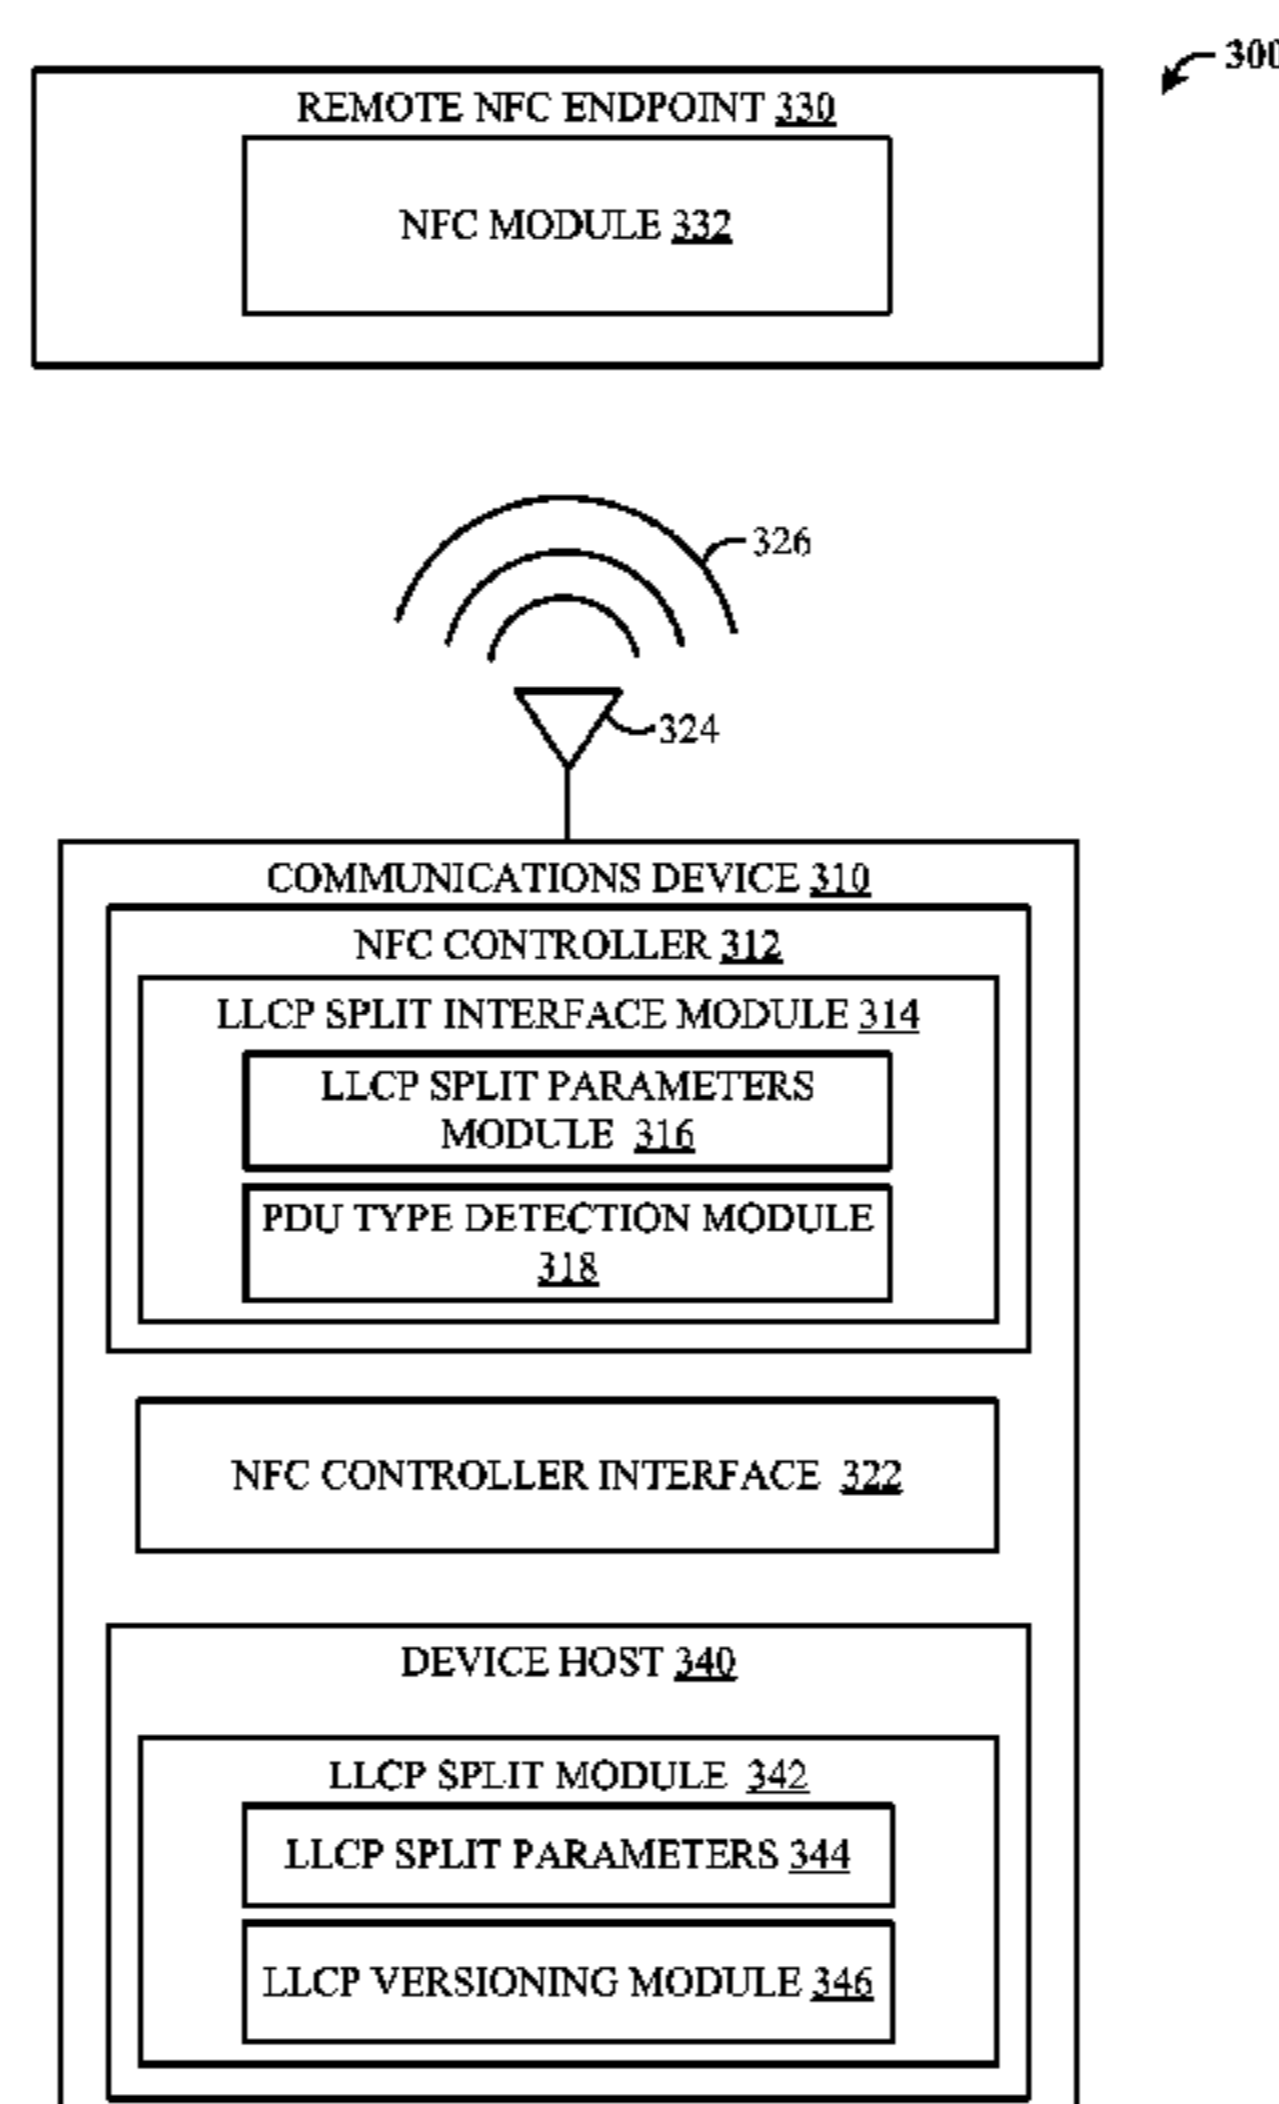 300
REMOTE NFC ENDPOINT 330
NFC MODULE 332
326
324
COMMUNICATIONS DEVICE 310
NFC CONTROLLER 312
LLCP SPLIT INTERFACE MODULE 314
LLCP SPLIT PARAMETERS
MODULE 316
PDU TYPE DETECTION MODULE
318
NFC CONTROLLER INTERFACE 322
DEVICE HOST 340
LLCP SPLIT MODULE 342
LLCP SPLIT PARAMETERS 344
LLCP VERSIONING MODULE 346